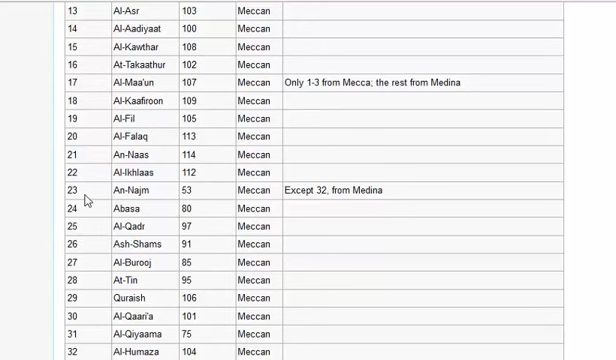 13 Al-Asr 103 Meccan
14 Al-Aadiyaat 100 Meccan
15 Al-Kawthar 108 Meccan
16 At-Takaathur 102 Meccan
17 Al-Maa'un 107 Meccan Only 1-3 from Mecca; the rest from Medina
18 Al-Kaafiroon 109 Meccan
19 Al-Fil 105 Meccan
20 Al-Falaq 113 Meccan
21 An-Naas 114 Meccan
22 Al-Ikhlaas 112 Meccan
23 An-Najm 53 Meccan Except 32, from Medina
24 Abasa 80 Meccan
25 Al-Qadr 97 Meccan
26 Ash-Shams 91 Meccan
27 Al-Burooj 85 Meccan
28 At-Tin 95 Meccan
29 Quraish 106 Meccan
30 Al-Qaari'a 101 Meccan
31 Al-Qiyaama 75 Meccan
32 Al-Humaza 104 Meccan